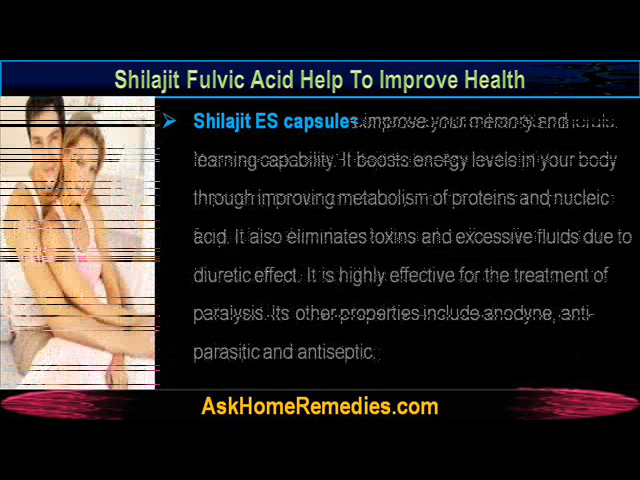 Shilajit Fulvic Acid Help To Improve Health
Shilajit ES capsules improve your memory and
learning capability. It boosts energy levels in your body
through improving metabolism of proteins and nucleic
acid. It also eliminates toxins and excessive fluids due to
diuretic effect. It is highly effective for the treatment of
paralysis. Its other properties include anodyne, anti-
parasitic and antiseptic.
AskHomeRemedies.com